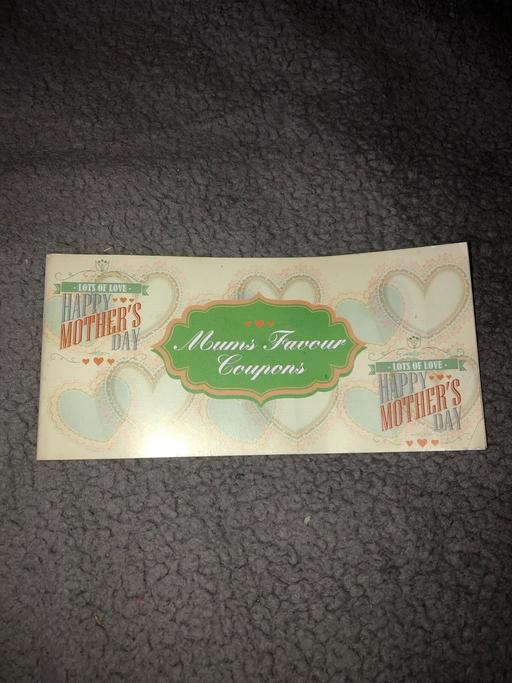 LOTS OF LOVE
HAPPY
MOTHER'S
DAY
Mums Favour
Coupons
LOTS OF LOVE
HAPPY
MOTHER'S
DAY